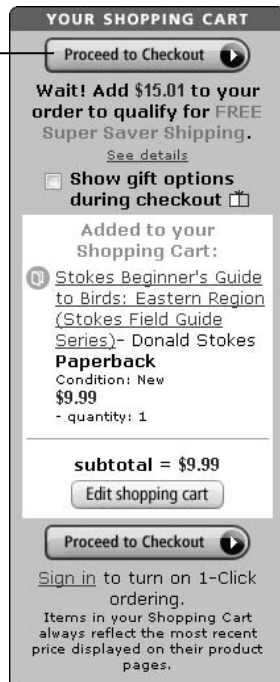 YOUR SHOPPING CART
Proceed to Checkout
Wait! Add $15.01 to your
order to qualify for FREE
Super Saver Shipping.
See details
Show gift options
during checkout
Added to your
Shopping Cart:
Stokes Beginner's Guide
to Birds: Eastern Region
(Stokes Field Guide
Series)- Donald Stokes
Paperback
Condition: New
$9.99
- quantity: 1
subtotal = $9.99
Edit shopping cart
Proceed to Checkout
Sign in to turn on 1-Click
ordering.
Items in your Shopping Cart
always reflect the most recent
price displayed on their product
pages.